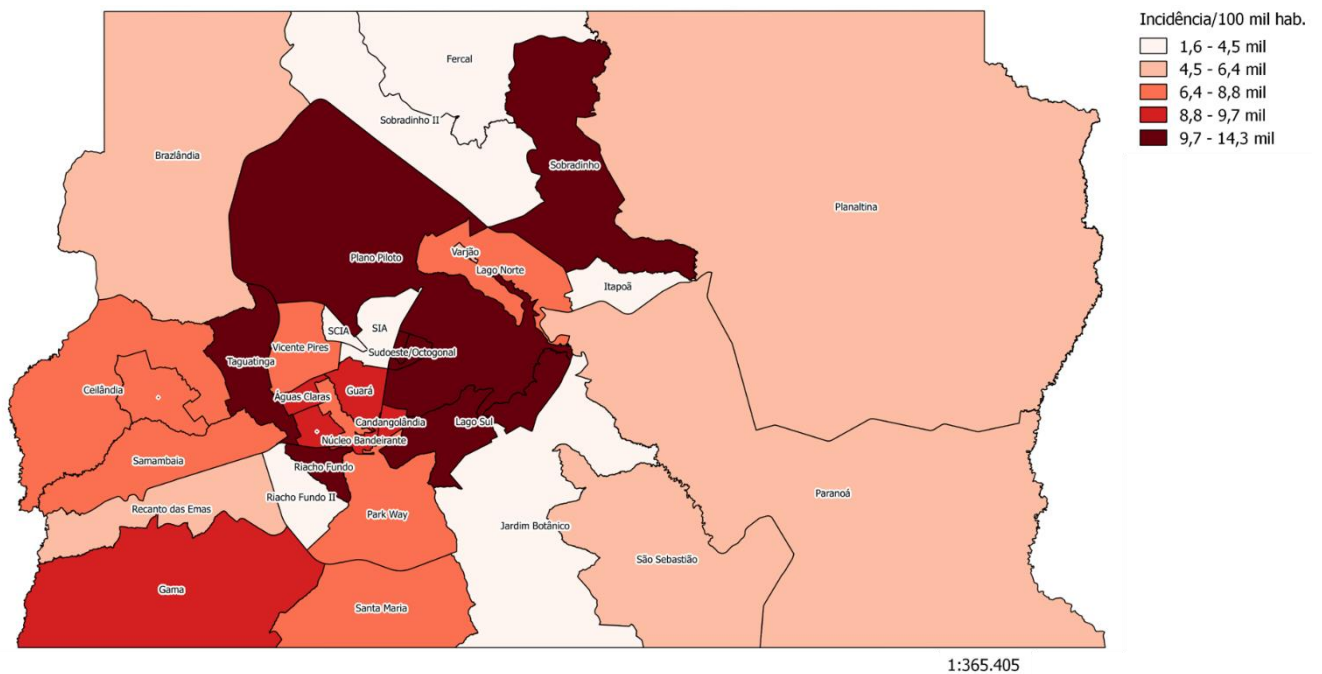 Incidência/100 mil hab.
1,6 - 4,5 mil
4,5 - 6,4 mil
6,4 - 8,8 mil
8,8 - 9,7 mil
9,7 - 14,3 mil
Fercal
Sobradinho II
Brazlândia
Sobradinho
Planaltina
Plano Piloto
Varjão
Lago Norte
Itapoã
SCIA
SIA
Vicente Pires
Sudoeste/Octogonal
Taguatinga
Ceilândia
Águas Claras
Guará
Candangolândia
Lago Sul
Núcleo Bandeirante
Samambaia
Riacho Fundo
Riacho Fundo II
Recanto das Emas
Park Way
Jardim Botânico
Paranoá
São Sebastião
Gama
Santa Maria
1:365.405